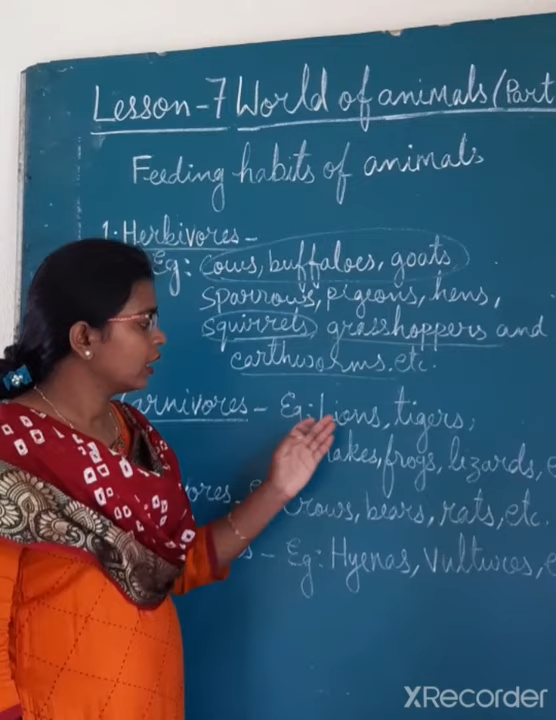 Lesson-7 World of animals (Part
Feeding habits of animals
1. Herbivores-
Eg: cows, buffaloes, goats
sparrows, pigeons, hens,
squirrels, grasshoppers and
earthworms. etc.
arnivores - Eg: Lions, tigers,
nakes, frogs, lizards, e
ores - Crows, bears, rats, etc.
s - Eg: Hyenas, Vultures, e
XRecorder